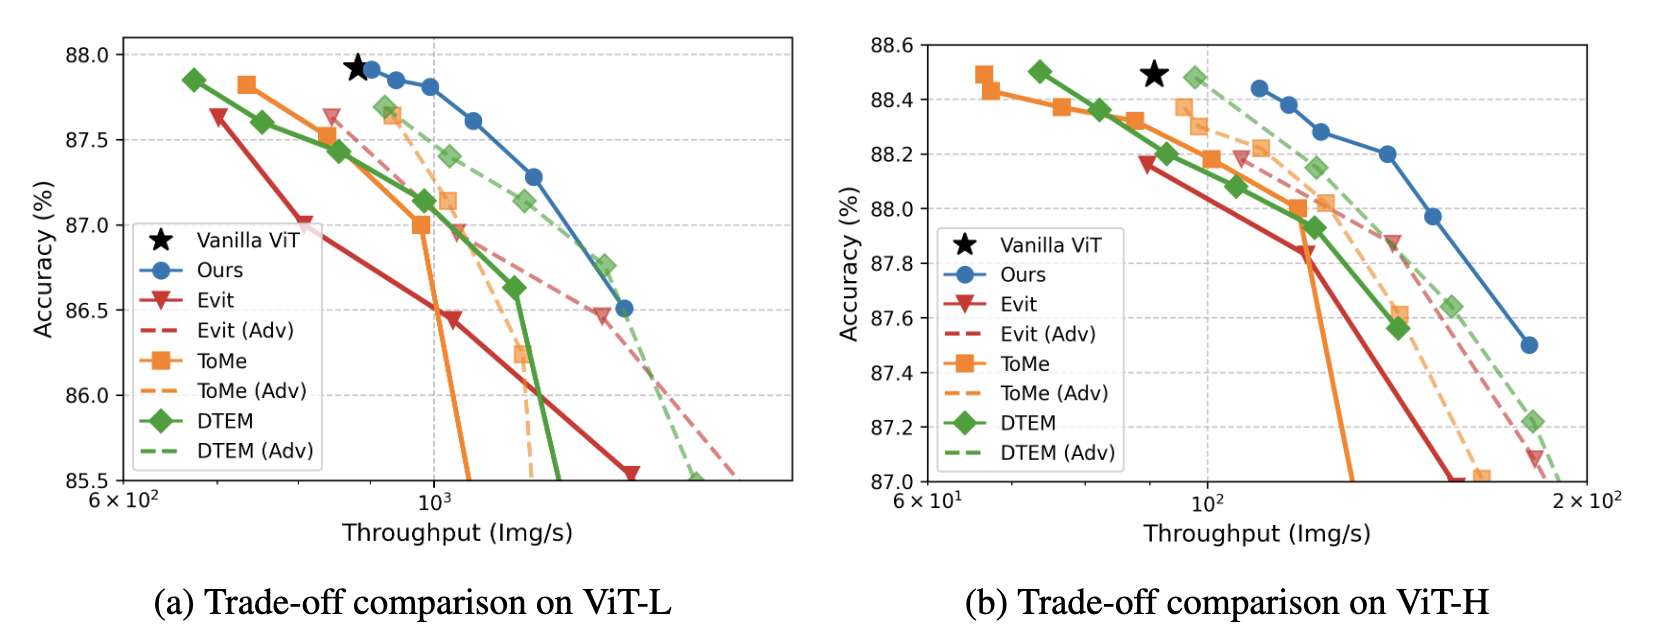 88.0
87.5
87.0
86.5
86.0
85.5
Accuracy (%)
Vanilla ViT
Ours
Evit
Evit (Adv)
ToMe
ToMe (Adv)
DTEM
DTEM (Adv)
6 × 10²
10³
Throughput (Img/s)
(a) Trade-off comparison on ViT-L
88.6
88.4
88.2
88.0
87.8
87.6
87.4
87.2
87.0
Accuracy (%)
Vanilla ViT
Ours
Evit
Evit (Adv)
ToMe
ToMe (Adv)
DTEM
DTEM (Adv)
6 × 10¹
10²
2 × 10²
Throughput (Img/s)
(b) Trade-off comparison on ViT-H